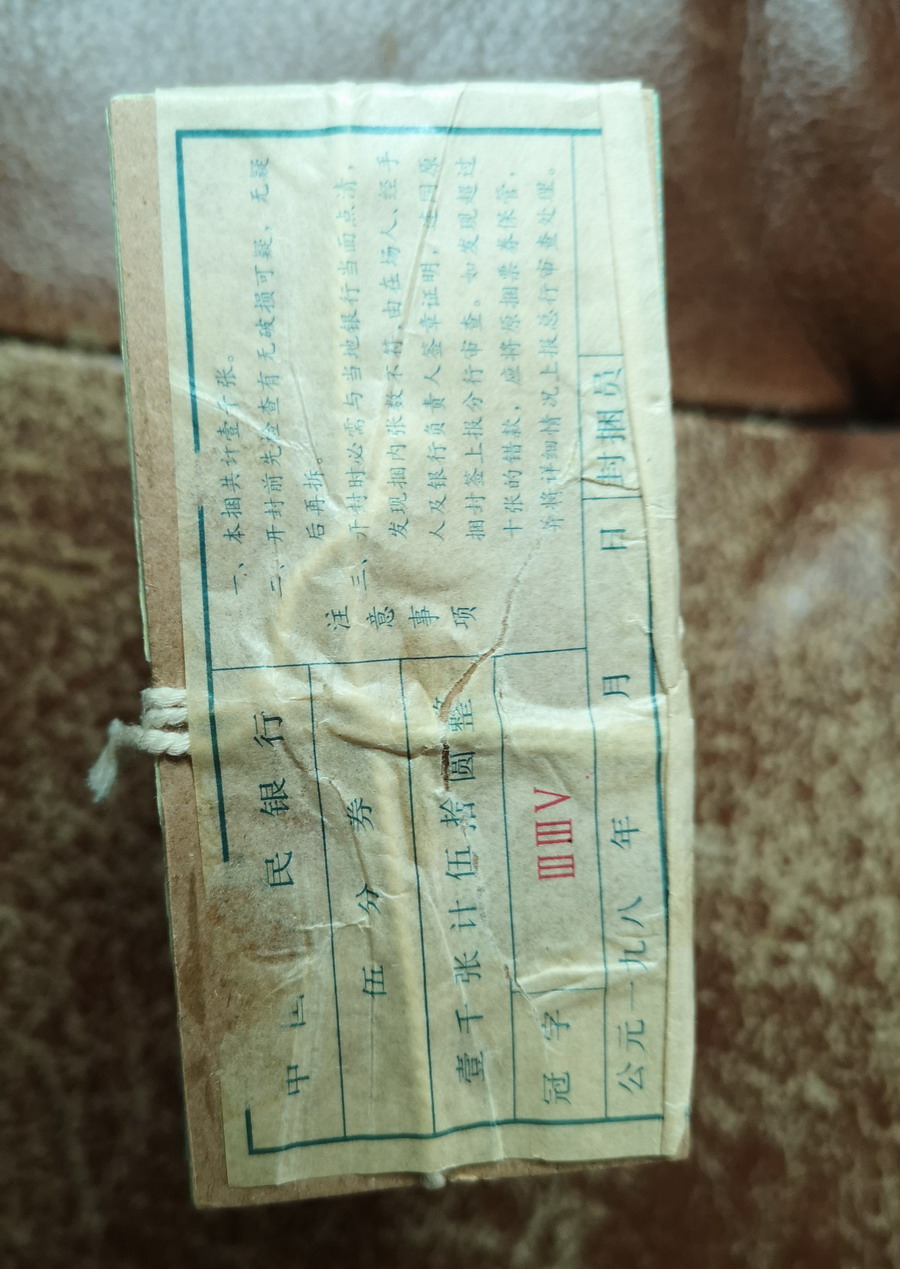 中国人民银行
伍分券
壹千张计伍拾圆整
冠字 ⅢⅢⅤ
公元一九八 年 月 日 封捆员
注意事项
一、本捆共计壹千张。
二、开封前先检查有无破损可疑、无疑
后再拆。
三、开封时必需与当地银行当面点清，
发现捆内张数不符，由在场人、经手
人及银行负责人签章证明，连同原
捆封签上报分行审查。如发现超过
十张的错款，应将原捆票券保管，
并将详细情况上报总行审查处理。